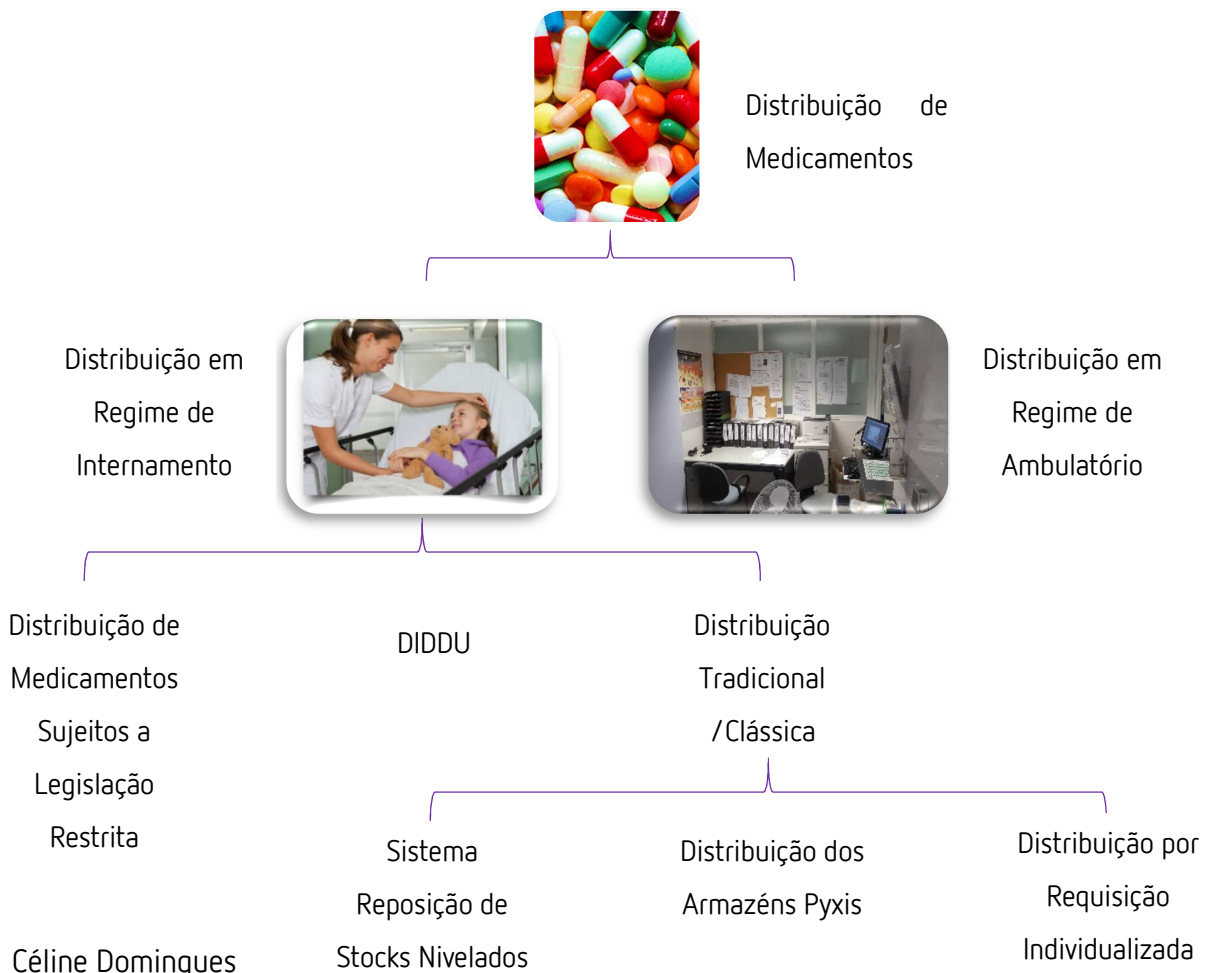 Distribuição de
Medicamentos
Distribuição em
Regime de
Internamento
Distribuição em
Regime de
Ambulatório
Distribuição de
Medicamentos
Sujeitos a
Legislação
Restrita
DIDDU
Distribuição
Tradicional
/Clássica
Sistema
Reposição de
Stocks Nivelados
Distribuição dos
Armazéns Pyxis
Distribuição por
Requisição
Individualizada
Céline Domingues